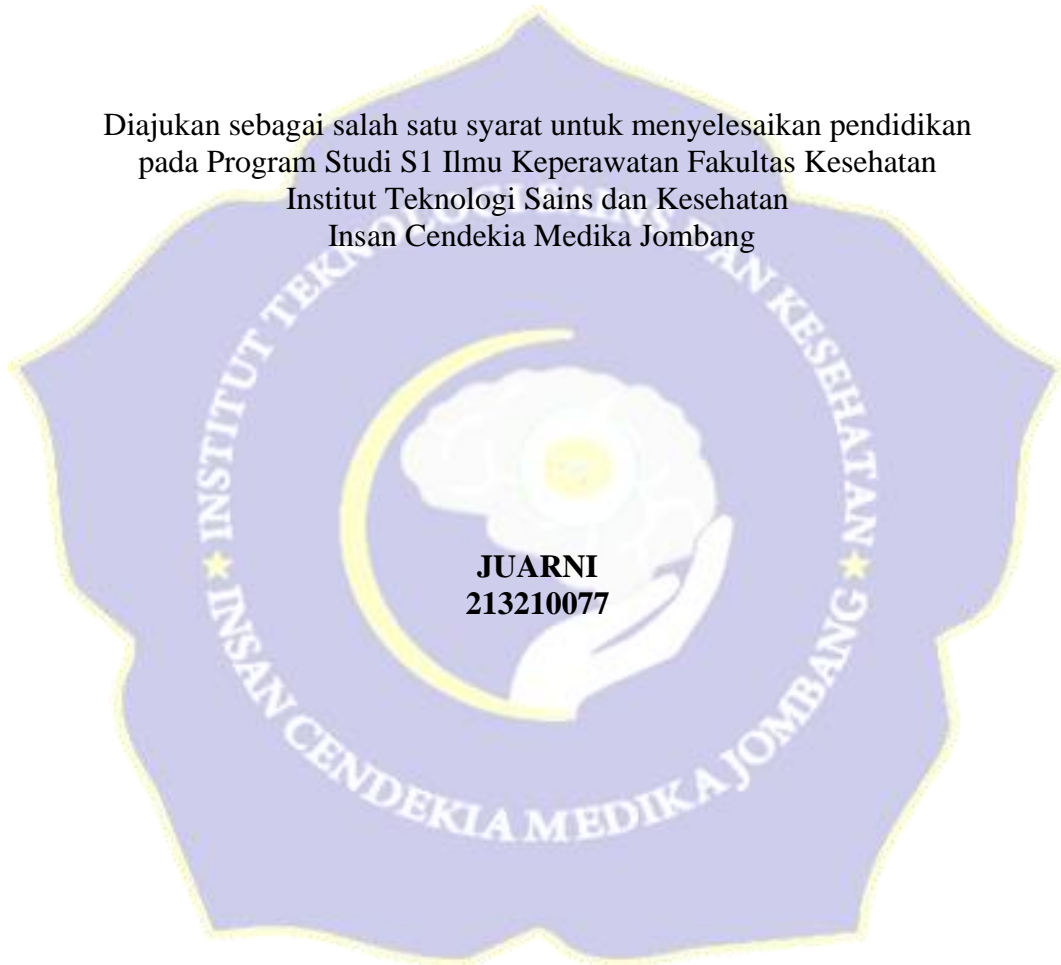 Diajukan sebagai salah satu syarat untuk menyelesaikan pendidikan
pada Program Studi S1 Ilmu Keperawatan Fakultas Kesehatan
Institut Teknologi Sains dan Kesehatan
Insan Cendekia Medika Jombang
INSTITUT TEKNOLOGI SAINS DAN KESEHATAN
JUARNI
213210077
INSAN CENDEKIA MEDIKA JOMBANG